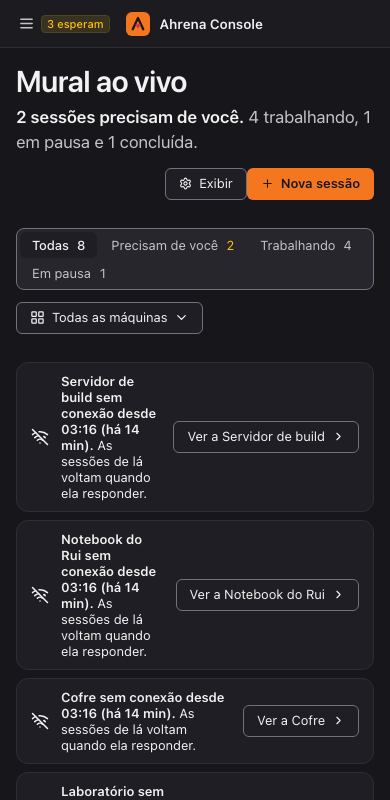 3 esperam
Ahrena Console
Mural ao vivo
2 sessões precisam de você. 4 trabalhando, 1
em pausa e 1 concluída.
Exibir
+ Nova sessão
Todas 8
Precisam de você 2
Trabalhando 4
Em pausa 1
Todas as máquinas
Servidor de
build sem
conexão desde
03:16 (há 14
min). As
sessões de lá
voltam quando
ela responder.
Ver a Servidor de build
Notebook do
Rui sem
conexão desde
03:16 (há 14
min). As
sessões de lá
voltam quando
ela responder.
Ver a Notebook do Rui
Cofre sem conexão desde
03:16 (há 14 min). As
sessões de lá voltam
quando ela responder.
Ver a Cofre
Laboratório sem